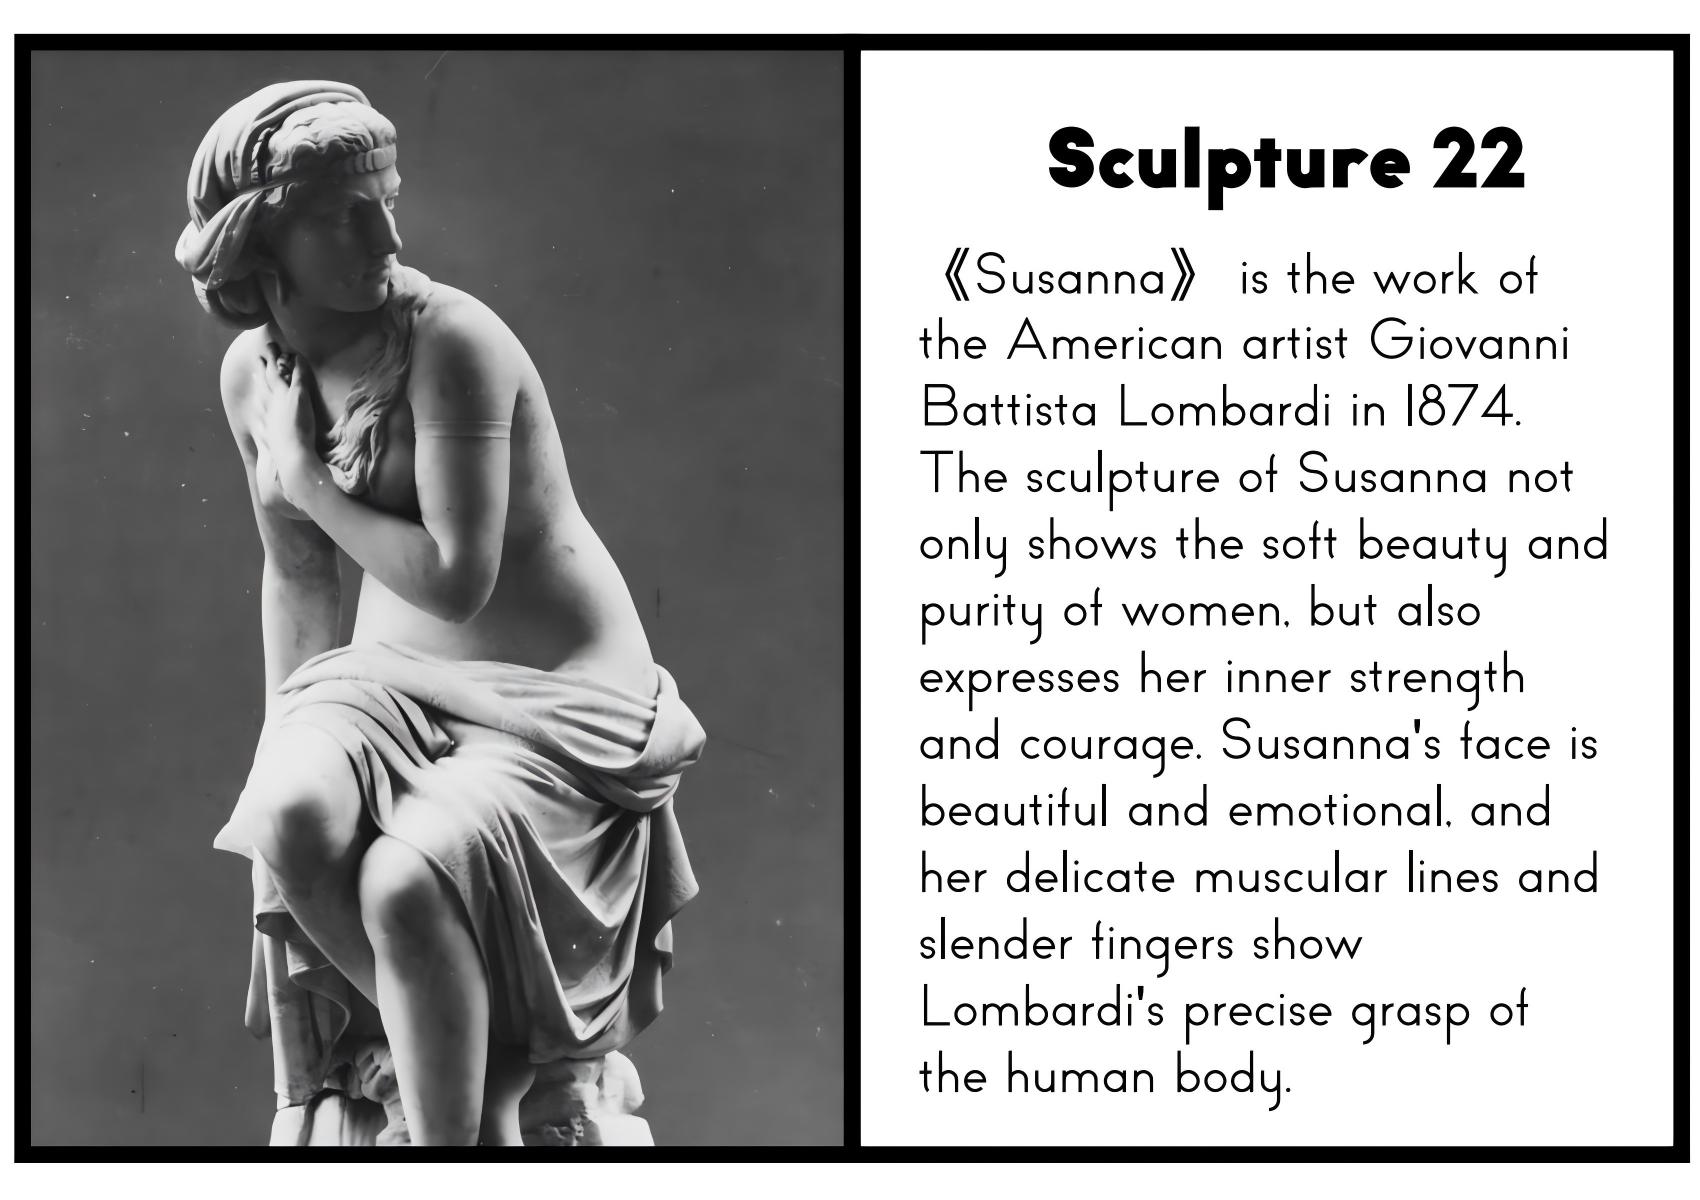 Sculpture 22
《Susanna》 is the work of
the American artist Giovanni
Battista Lombardi in 1874.
The sculpture of Susanna not
only shows the soft beauty and
purity of women, but also
expresses her inner strength
and courage. Susanna's face is
beautiful and emotional, and
her delicate muscular lines and
slender fingers show
Lombardi's precise grasp of
the human body.